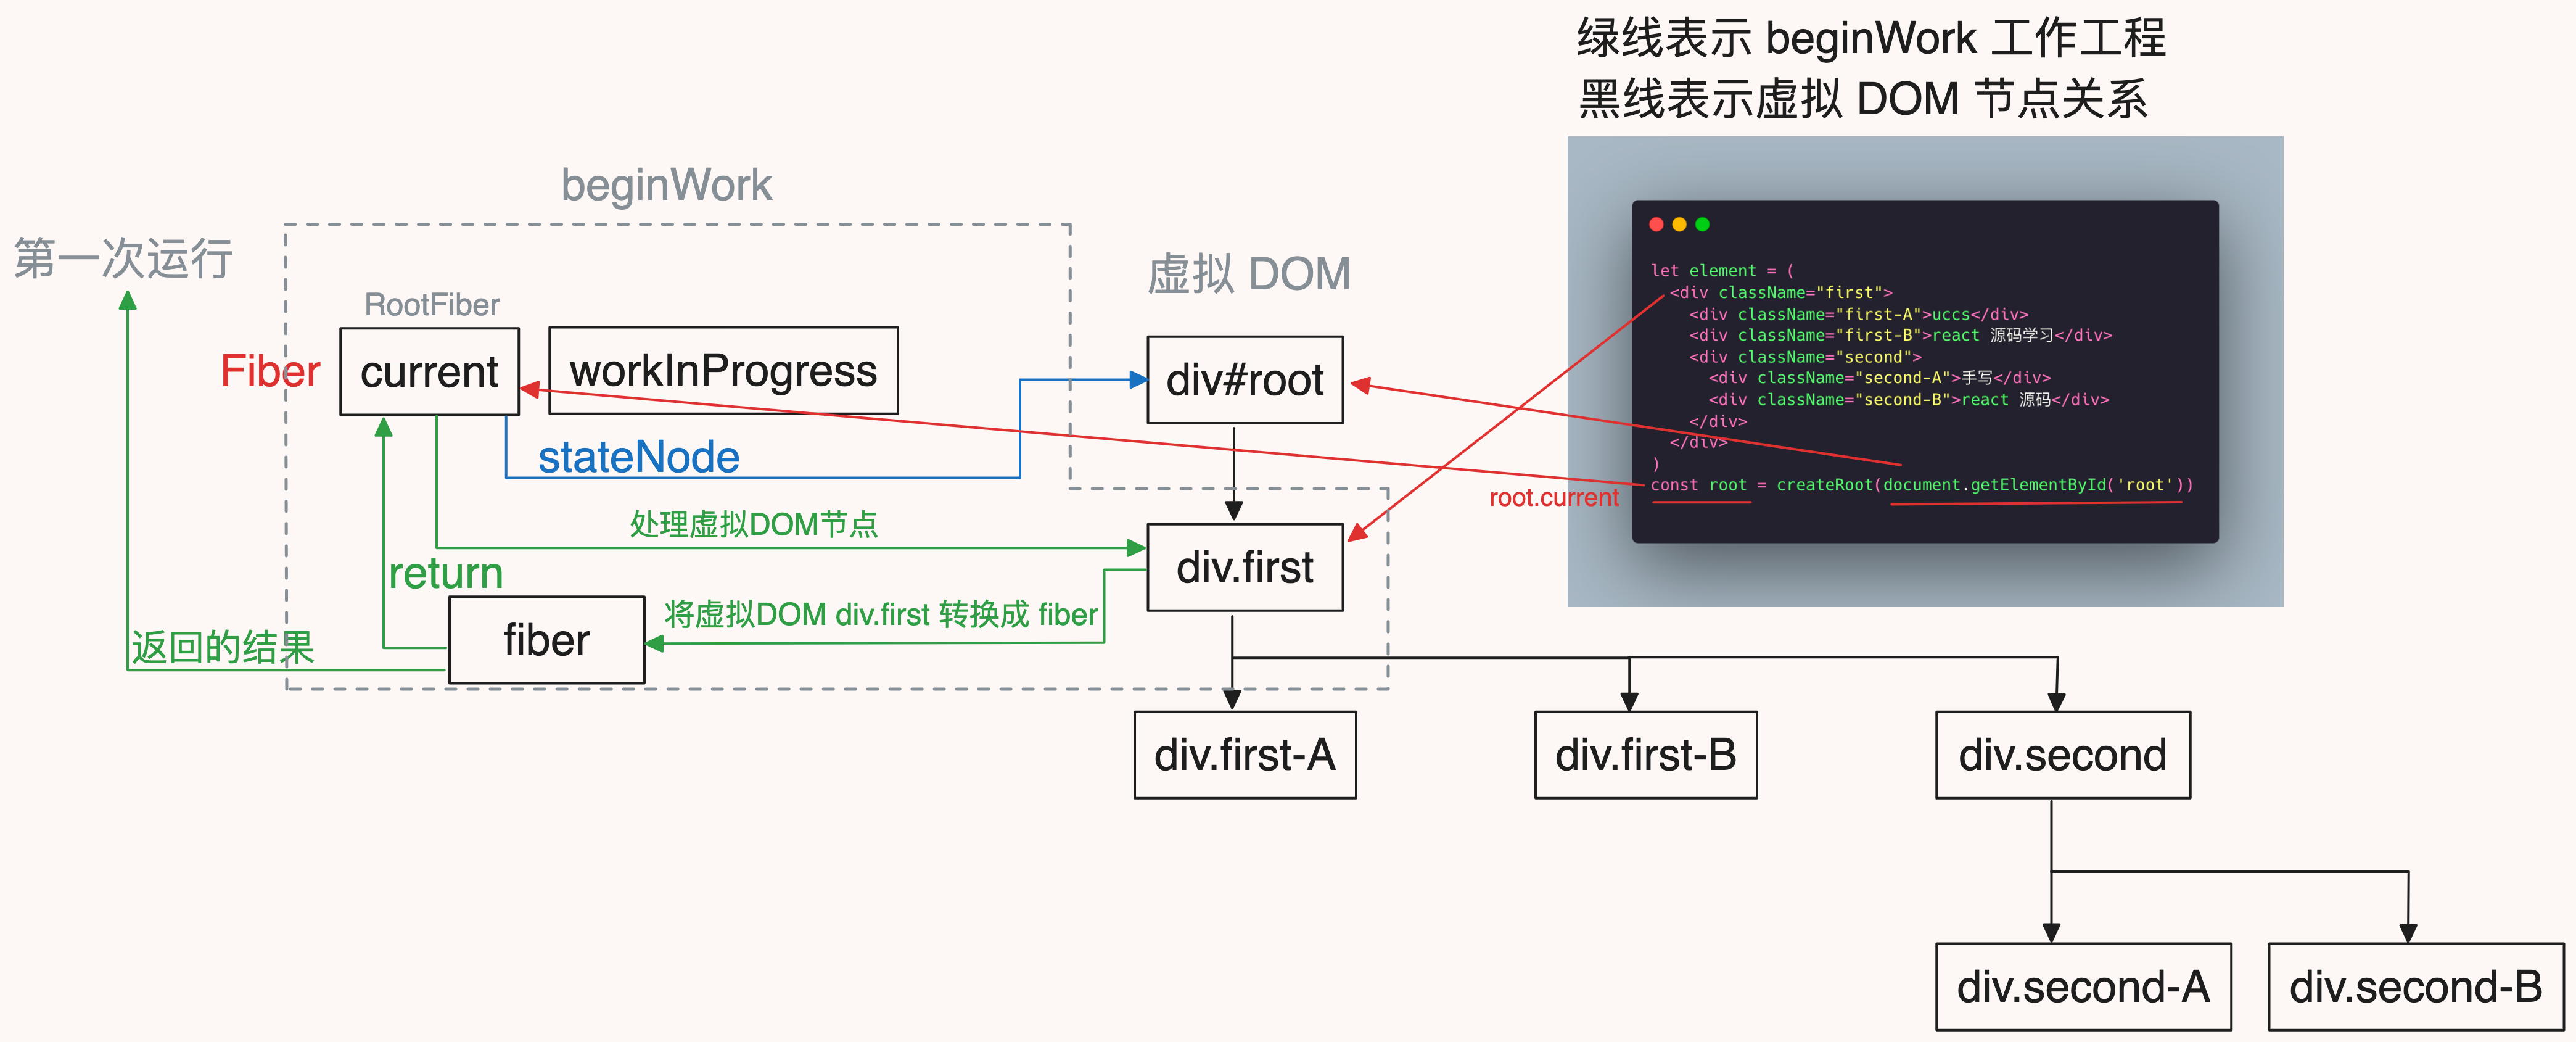 绿线表示 beginWork 工作工程
黑线表示虚拟 DOM 节点关系
beginWork
第一次运行
虚拟 DOM
RootFiber
Fiber
current
workInProgress
div#root
stateNode
root.current
处理虚拟DOM节点
return
div.first
将虚拟DOM div.first 转换成 fiber
fiber
返回的结果
div.first-A
div.first-B
div.second
div.second-A
div.second-B
let element = (
<div className="first">
<div className="first-A">uccs</div>
<div className="first-B">react 源码学习</div>
<div className="second">
<div className="second-A">手写</div>
<div className="second-B">react 源码</div>
</div>
</div>
)
const root = createRoot(document.getElementById('root'))